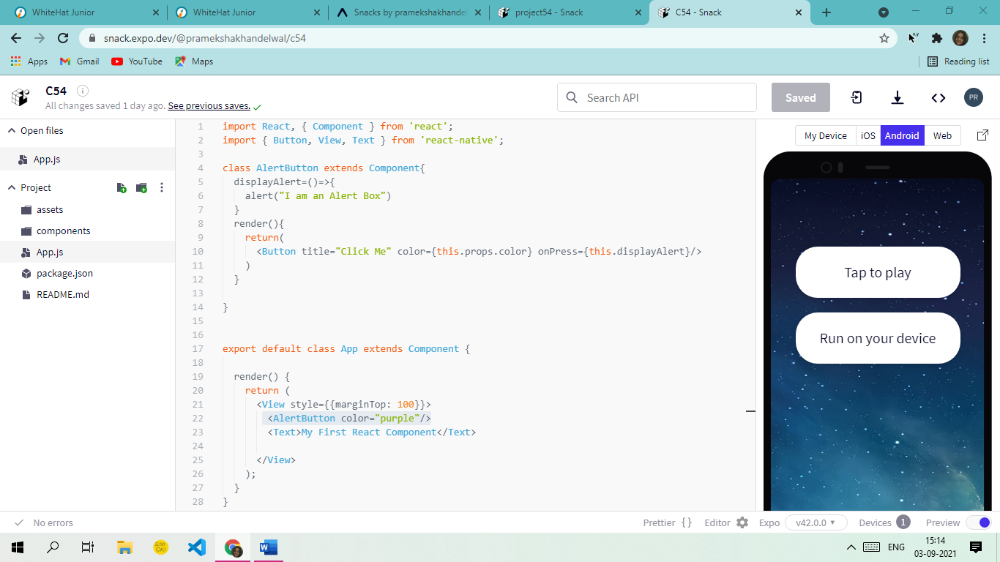 WhiteHat Junior
WhiteHat Junior
Snacks by pramekshakhandel
project54 - Snack
C54 - Snack
snack.expo.dev/@pramekshakhandelwal/c54
Apps Gmail YouTube Maps Reading list
C54
All changes saved 1 day ago. See previous saves.
Search API
Saved
PR
Open files
App.js
Project
assets
components
App.js
package.json
README.md
1 import React, { Component } from 'react';
2 import { Button, View, Text } from 'react-native';
3
4 class AlertButton extends Component{
5 displayAlert=()=>{
6 alert("I am an Alert Box")
7 }
8 render(){
9 return(
10 <Button title="Click Me" color={this.props.color} onPress={this.displayAlert}/>
11 )
12 }
13
14 }
15
16
17 export default class App extends Component {
18
19 render() {
20 return (
21 <View style={{marginTop: 100}}>
22 <AlertButton color="purple"/>
23 <Text>My First React Component</Text>
24
25 </View>
26 );
27 }
28 }
My Device iOS Android Web
Tap to play
Run on your device
No errors
Prettier { } Editor Expo v42.0.0 Devices 1 Preview
ENG
15:14
03-09-2021